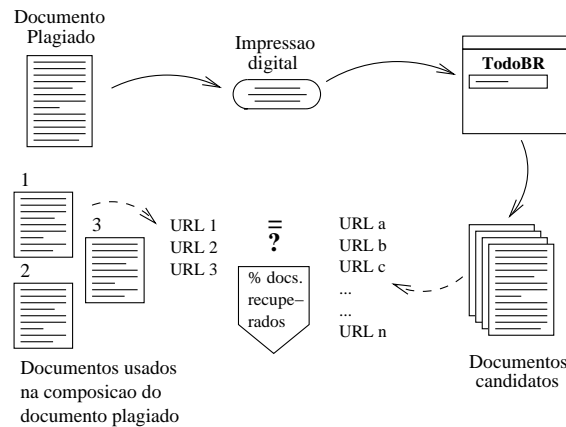 Documento
Plagiado
Impressao
digital
TodoBR
1
3
2
URL 1
URL 2
URL 3
=
?
% docs.
recupe–
rados
URL a
URL b
URL c
...
...
URL n
Documentos usados
na composicao do
documento plagiado
Documentos
candidatos